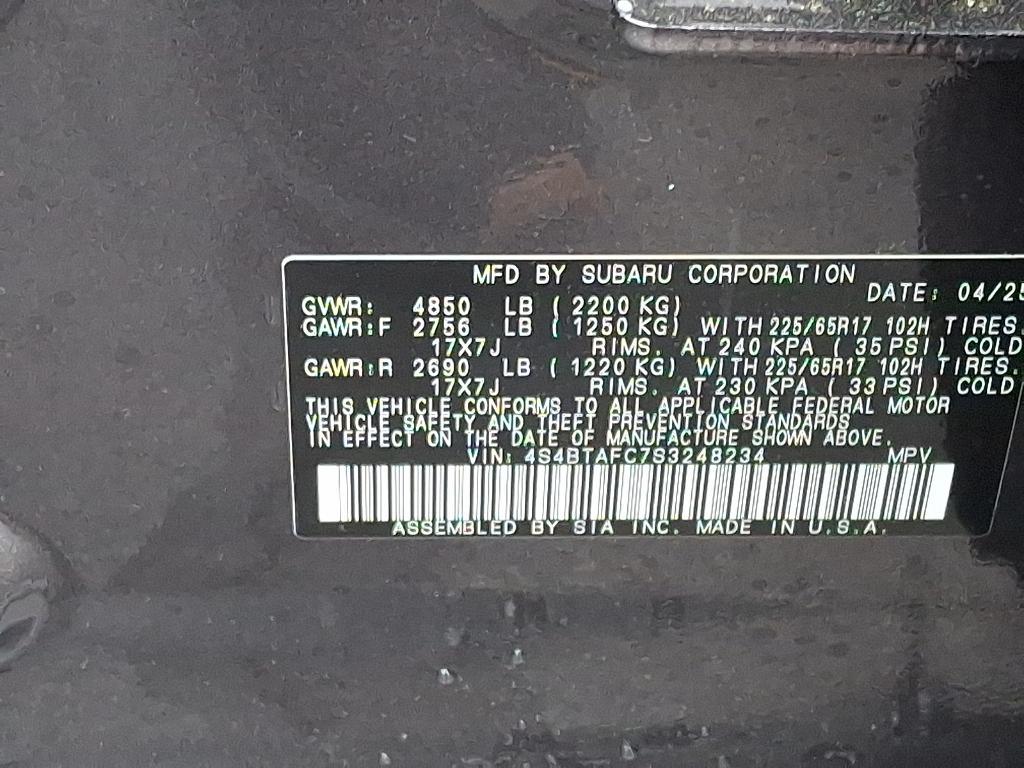 MFD BY SUBARU CORPORATION
DATE: 04/25
GVWR: 4850 LB (2200 KG)
GAWR:F 2756 LB (1250 KG) WITH 225/65R17 102H TIRES.
17X7J RIMS. AT 240 KPA (35 PSI) COLD
GAWR:R 2690 LB (1220 KG) WITH 225/65R17 102H TIRES.
17X7J RIMS. AT 230 KPA (33 PSI) COLD
THIS VEHICLE CONFORMS TO ALL APPLICABLE FEDERAL MOTOR
VEHICLE SAFETY AND THEFT PREVENTION STANDARDS
IN EFFECT ON THE DATE OF MANUFACTURE SHOWN ABOVE.
VIN: 4S4BTAFC7S3248234 MPV
ASSEMBLED BY SIA INC. MADE IN U.S.A.